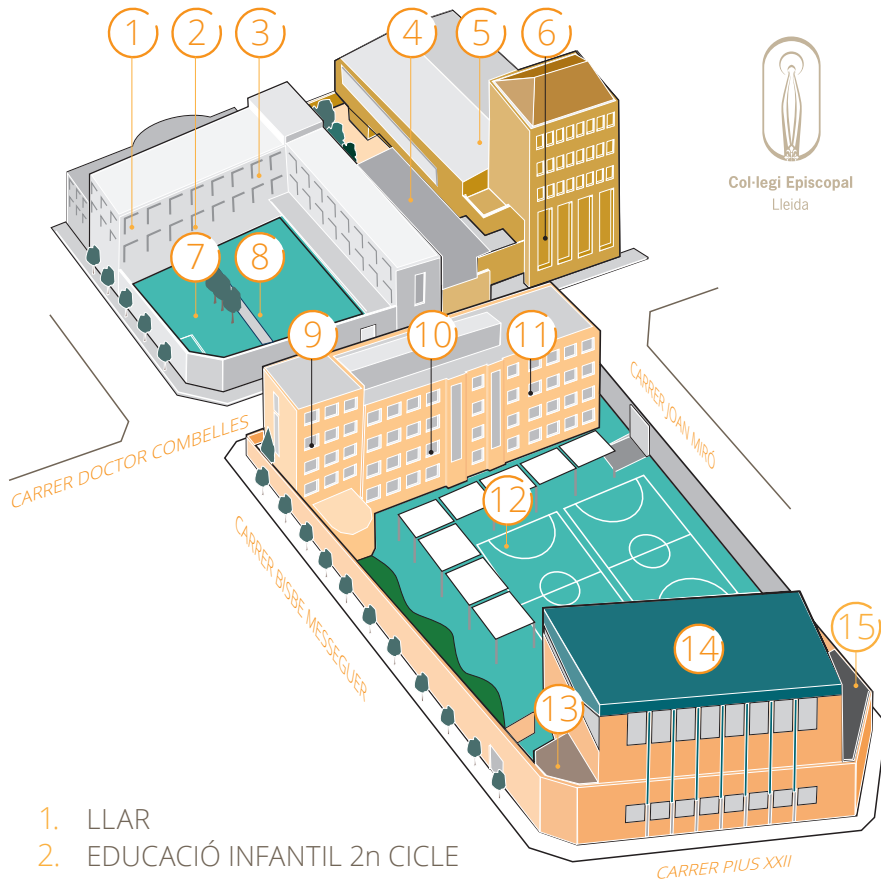 1 2 3 4 5 6
Col·legi Episcopal
Lleida
7 8
9 10 11
CARRER JOAN MIRÓ
CARRER DOCTOR COMBELLES
12
CARRER BISBE MESSEGUER
14
15
13
1. LLAR
2. EDUCACIÓ INFANTIL 2n CICLE
CARRER PIUS XXII